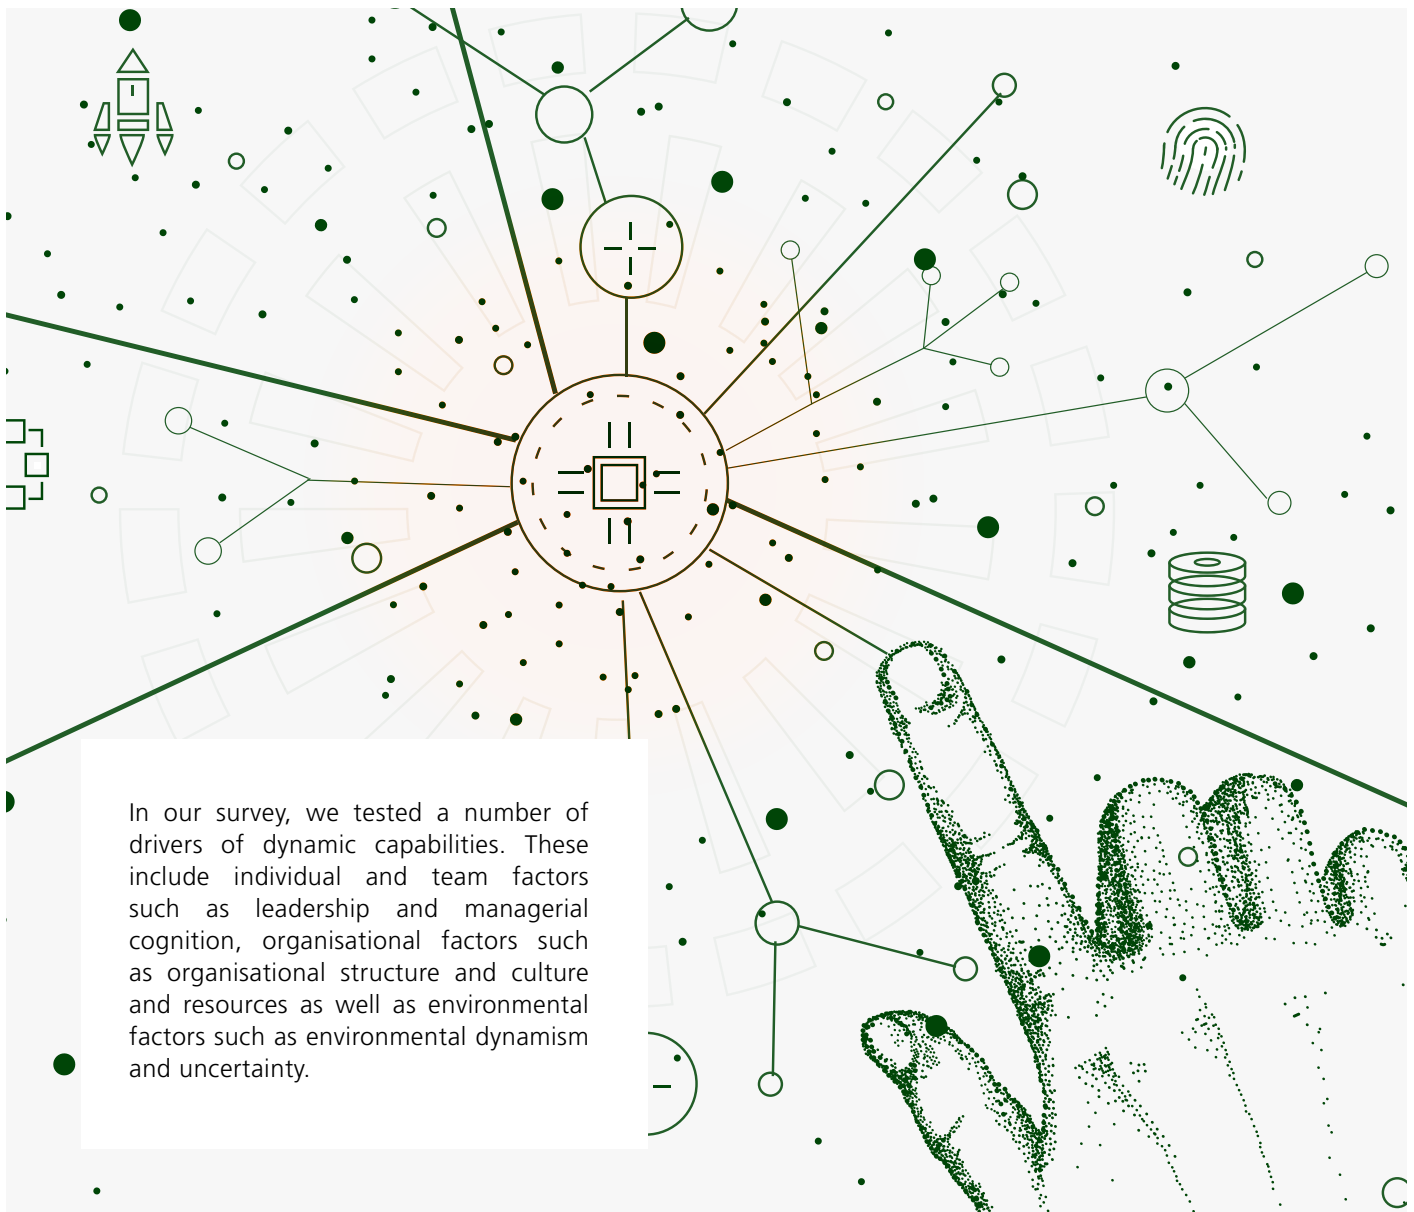 In our survey, we tested a number of
drivers of dynamic capabilities. These
include individual and team factors
such as leadership and managerial
cognition, organisational factors such
as organisational structure and culture
and resources as well as environmental
factors such as environmental dynamism
and uncertainty.